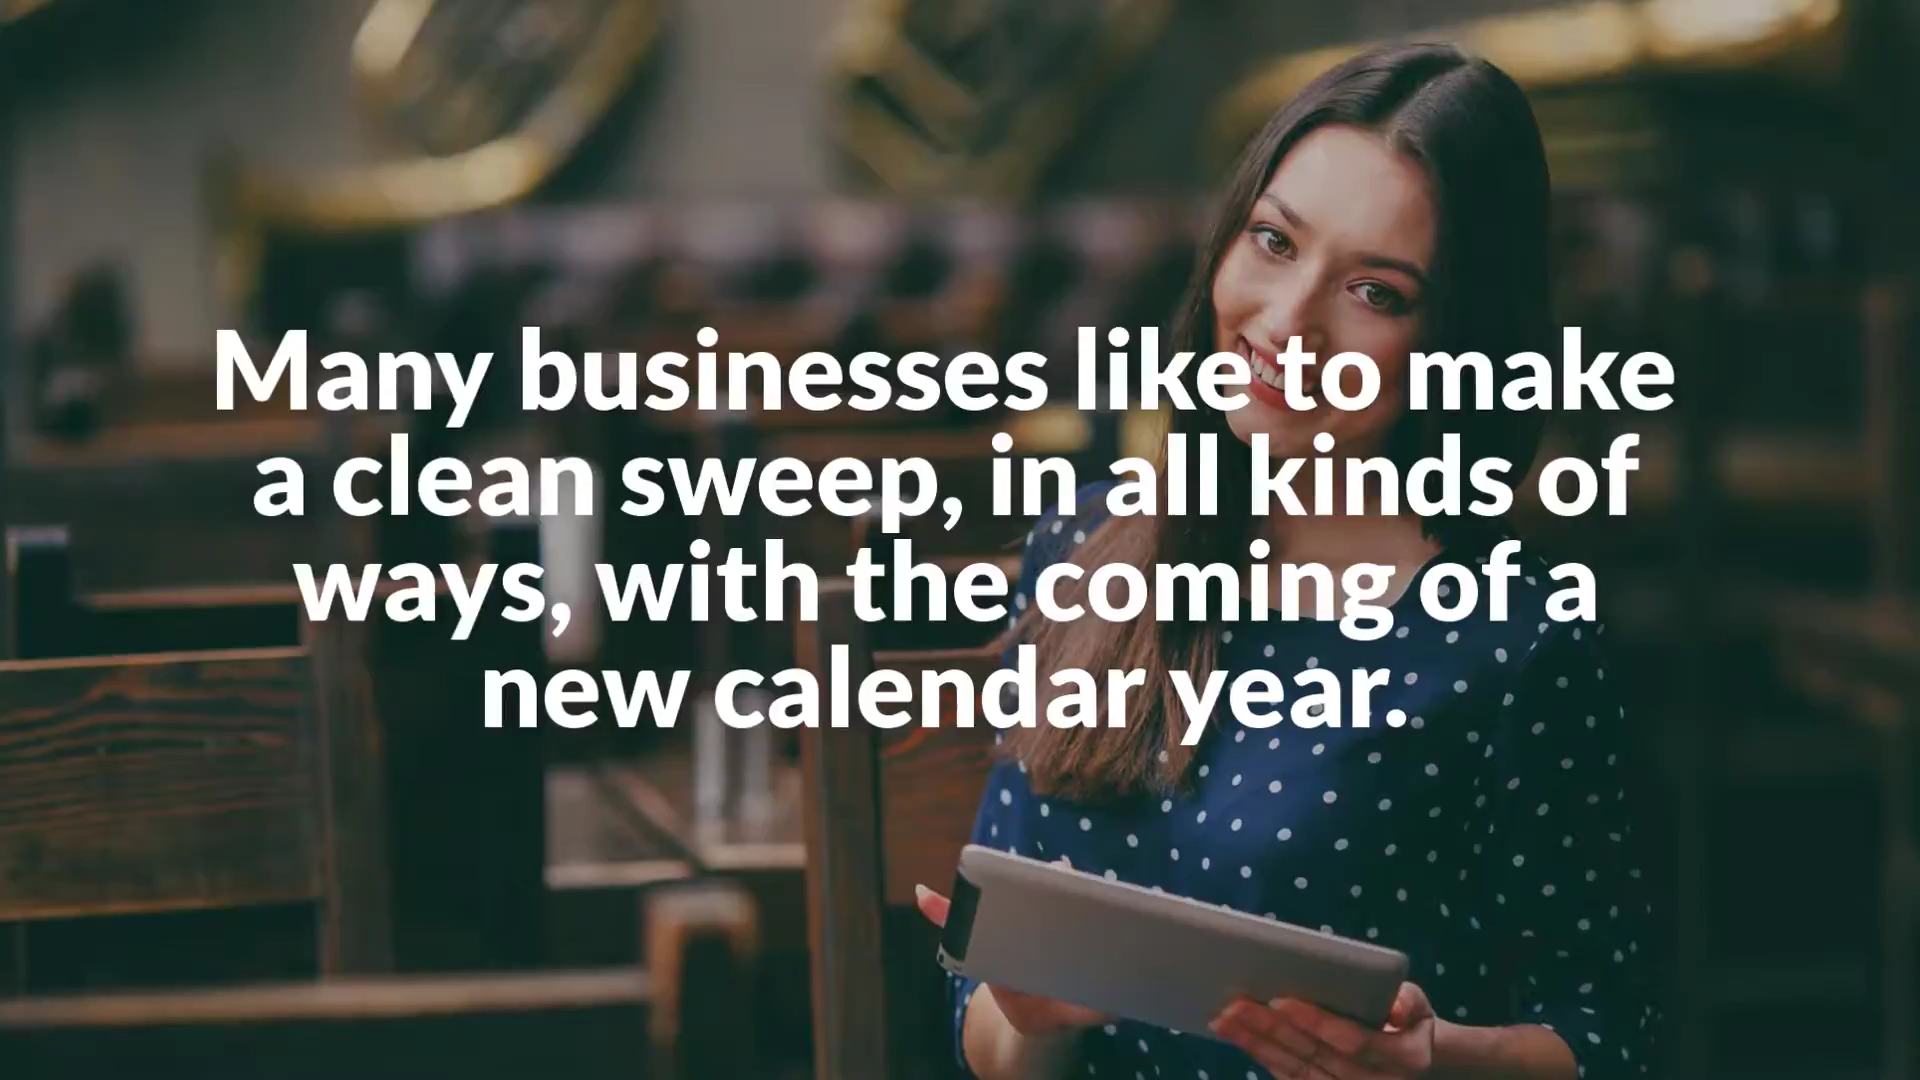 Many businesses like to make
a clean sweep, in all kinds of
ways, with the coming of a
new calendar year.